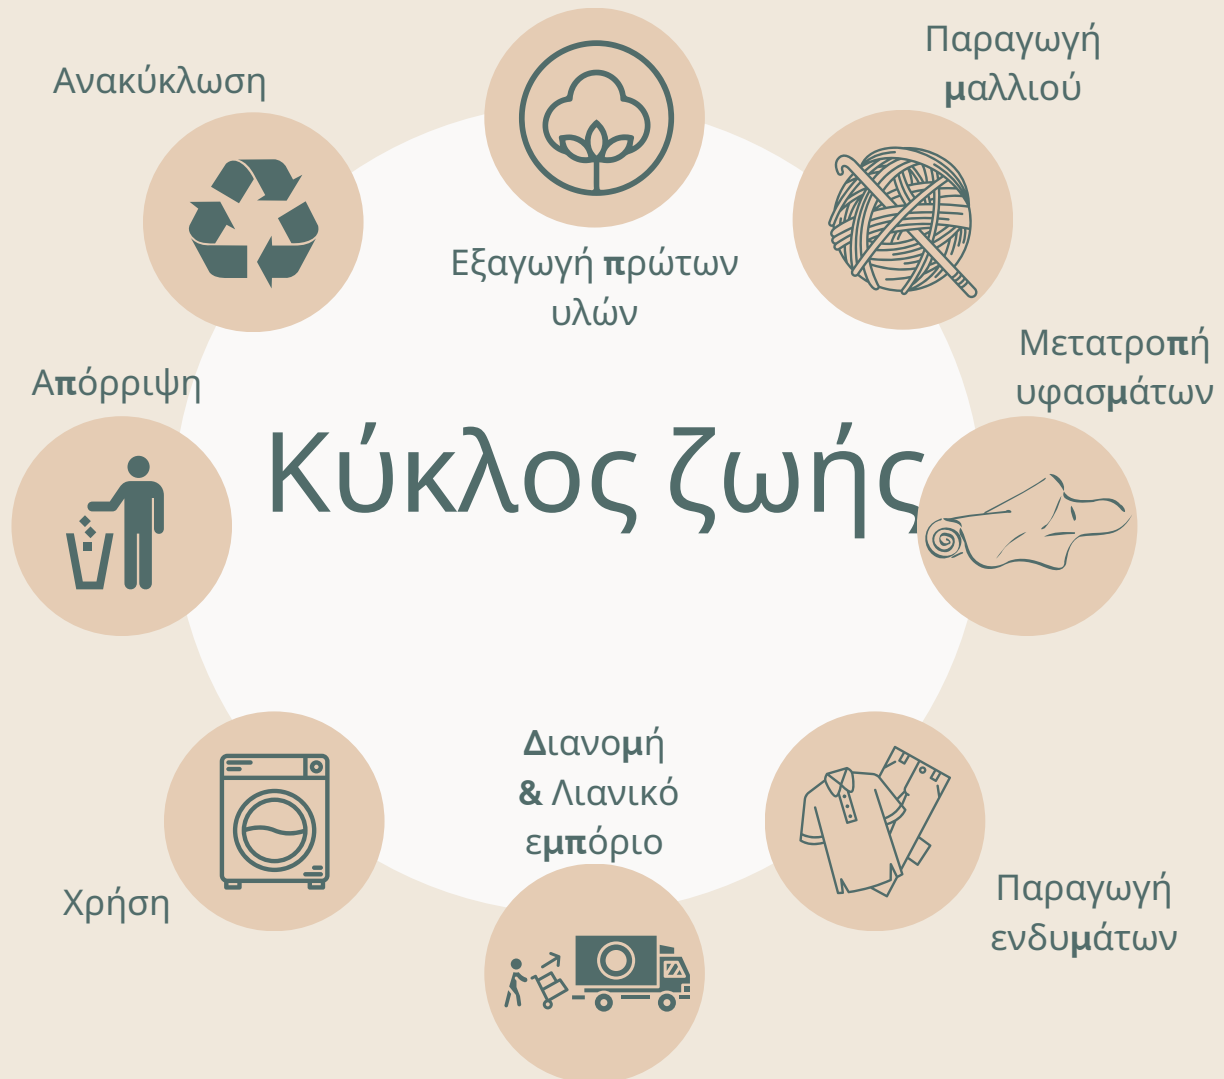 Ανακύκλωση
Παραγωγή
μαλλιού
Εξαγωγή πρώτων
υλών
Μετατροπή
υφασμάτων
Απόρριψη
Κύκλος ζωής
Διανομή
& Λιανικό
εμπόριο
Χρήση
Παραγωγή
ενδυμάτων